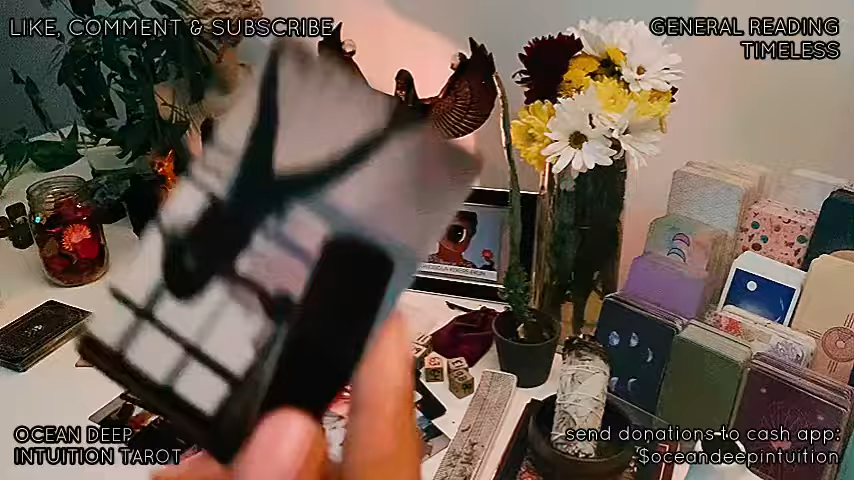 LIKE, COMMENT & SUBSCRIBE
GENERAL READING
TIMELESS
OCEAN DEEP
INTUITION TAROT
send donations to cash app:
$oceandeepintuition